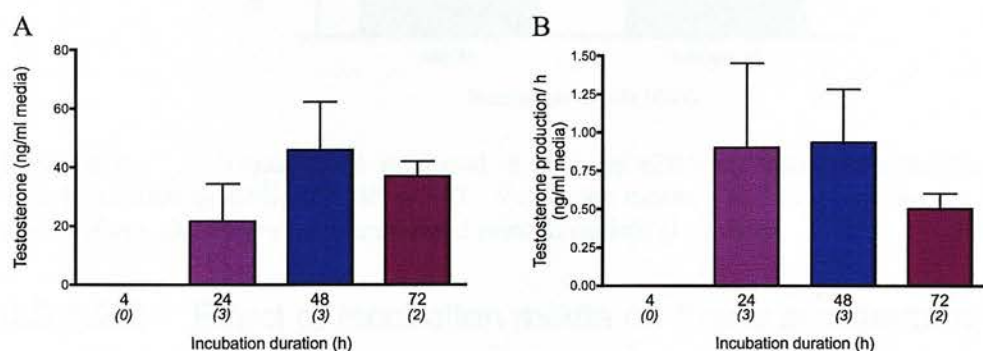 A
Testosterone (ng/ml media)
80
60
40
20
0
4 24 48 72
(0) (3) (3) (2)
Incubation duration (h)
B
Testosterone production/ h
(ng/ml media)
1.50
1.25
1.00
0.75
0.50
0.25
0.00
4 24 48 72
(0) (3) (3) (2)
Incubation duration (h)